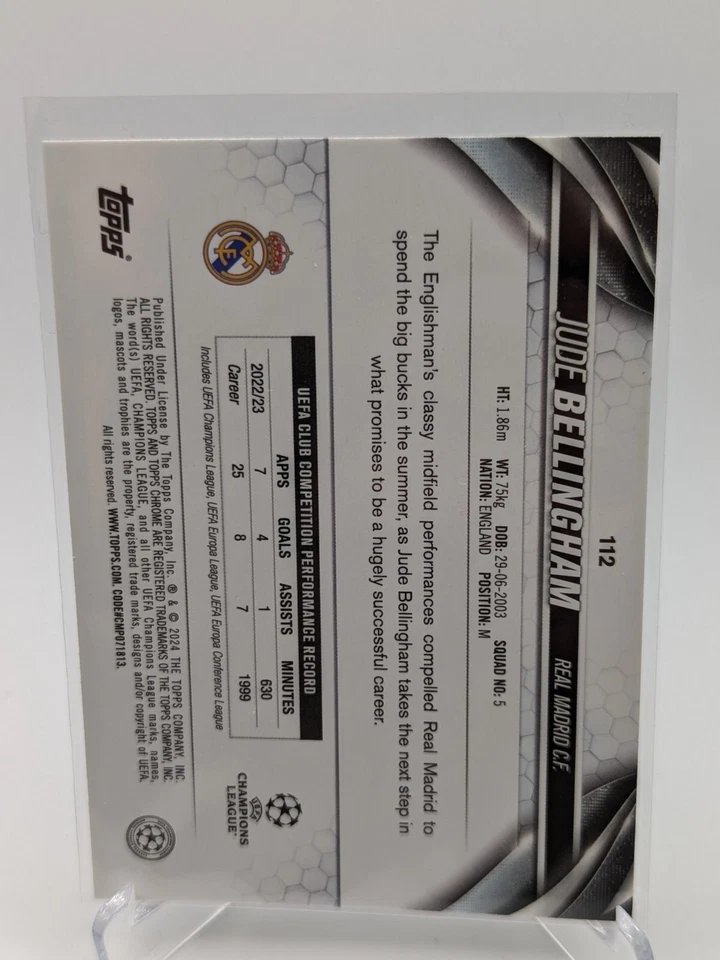 112
JUDE BELLINGHAM REAL MADRID C.F.
HT: 1.86m WT: 75kg DOB: 29-06-2003 SQUAD NO: 5
NATION: ENGLAND POSITION: M
The Englishman's classy midfield performances compelled Real Madrid to
spend the big bucks in the summer, as Jude Bellingham takes the next step in
what promises to be a hugely successful career.
UEFA CLUB COMPETITION PERFORMANCE RECORD
APPS GOALS ASSISTS MINUTES
2022/23 7 4 1 630
Career 25 8 7 1999
Includes UEFA Champions League, UEFA Europa League, UEFA Europa Conference League
UEFA
CHAMPIONS
LEAGUE
topps®
Published Under License by The Topps Company, Inc. ® & © 2024 THE TOPPS COMPANY, INC.
ALL RIGHTS RESERVED. TOPPS AND TOPPS CHROME ARE REGISTERED TRADEMARKS OF THE TOPPS COMPANY, INC.
The word(s) UEFA, CHAMPIONS LEAGUE, and all other UEFA Champions League marks, names,
logos, mascots and trophies are the property, registered trade marks, designs and/or copyright of UEFA.
All rights reserved. WWW.TOPPS.COM. CODE#CMP071813.